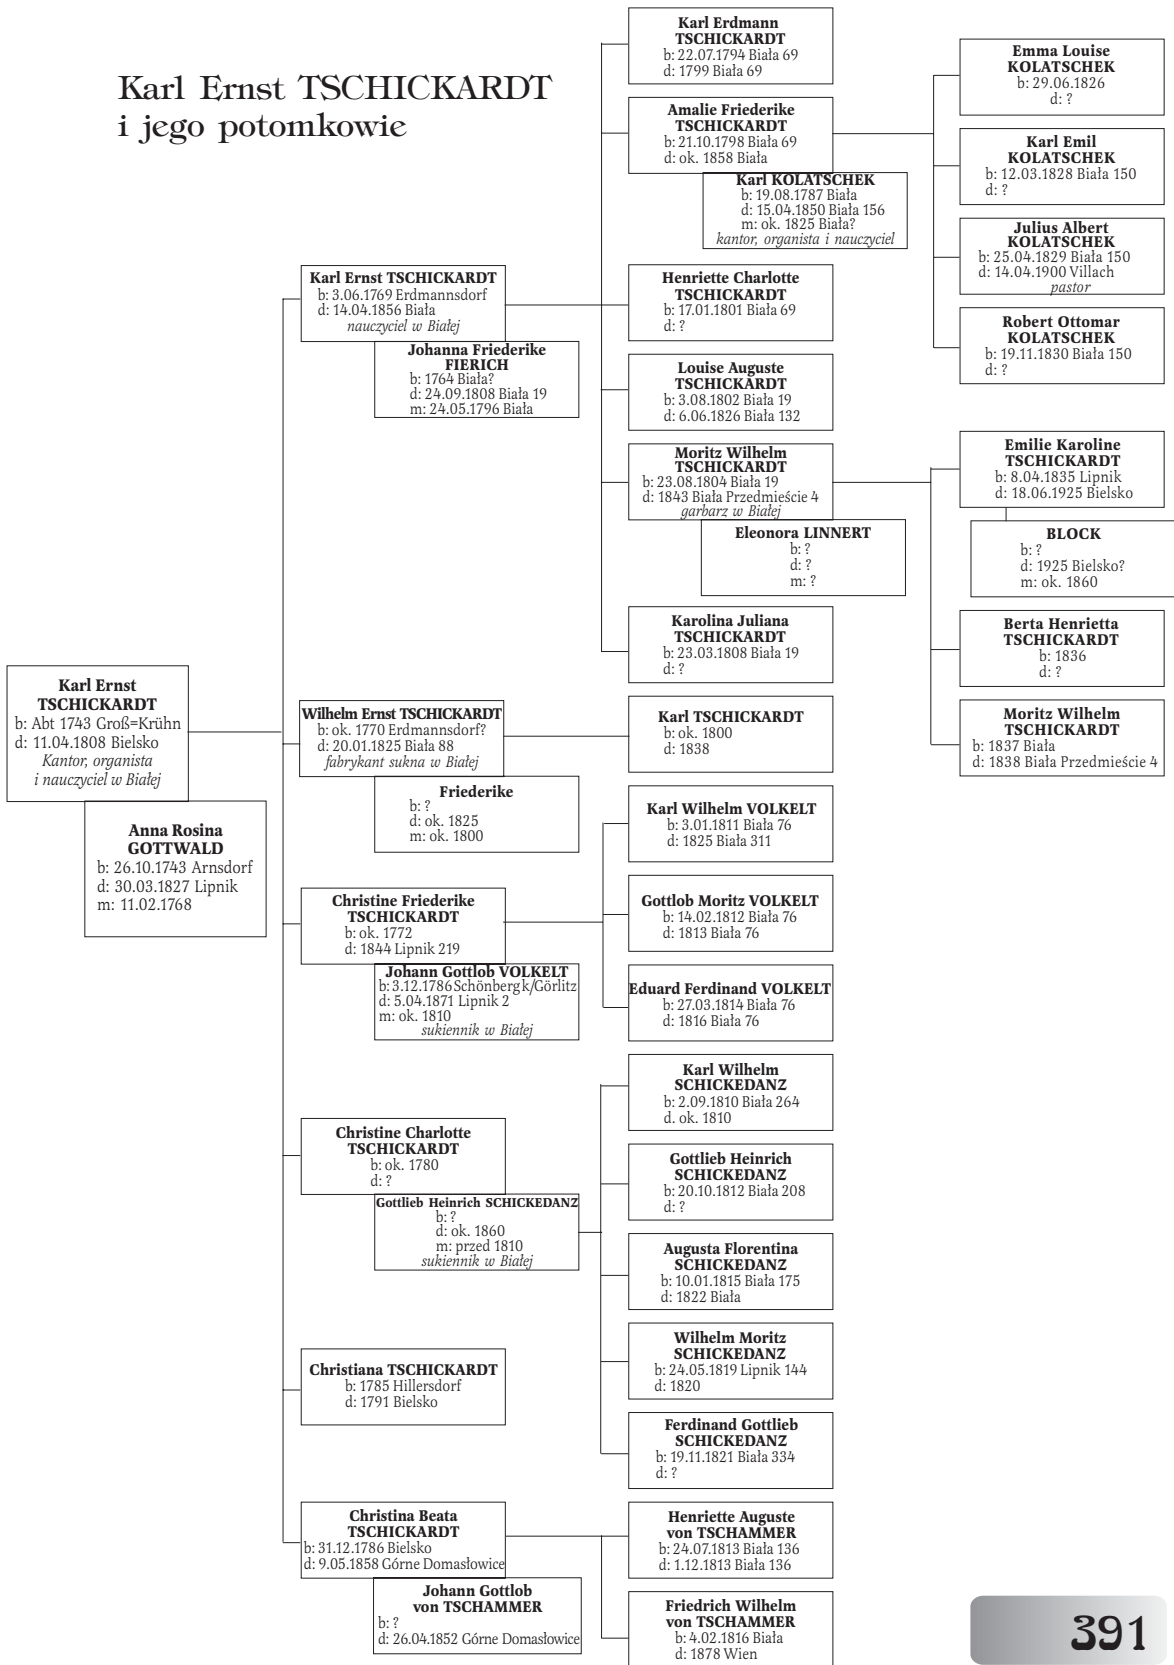 Karl Ernst TSCHICKARDT
i jego potomkowie
Karl Ernst
TSCHICKARDT
b: Abt 1743 Groß=Krühn
d: 11.04.1808 Bielsko
Kantor, organista
i nauczyciel w Białej
Anna Rosina
GOTTWALD
b: 26.10.1743 Arnsdorf
d: 30.03.1827 Lipnik
m: 11.02.1768
Karl Ernst TSCHICKARDT
b: 3.06.1769 Erdmannsdorf
d: 14.04.1856 Biała
nauczyciel w Białej
Johanna Friederike
FIERICH
b: 1764 Biała?
d: 24.09.1808 Biała 19
m: 24.05.1796 Biała
Karl Erdmann
TSCHICKARDT
b: 22.07.1794 Biała 69
d: 1799 Biała 69
Amalie Friederike
TSCHICKARDT
b: 21.10.1798 Biała 69
d: ok. 1858 Biała
Karl KOLATSCHEK
b: 19.08.1787 Biała
d: 15.04.1850 Biała 156
m: ok. 1825 Biała?
kantor, organista i nauczyciel
Emma Louise
KOLATSCHEK
b: 29.06.1826
d: ?
Karl Emil
KOLATSCHEK
b: 12.03.1828 Biała 150
d: ?
Julius Albert
KOLATSCHEK
b: 25.04.1829 Biała 150
d: 14.04.1900 Villach
pastor
Robert Ottomar
KOLATSCHEK
b: 19.11.1830 Biała 150
d: ?
Henriette Charlotte
TSCHICKARDT
b: 17.01.1801 Biała 69
d: ?
Louise Auguste
TSCHICKARDT
b: 3.08.1802 Biała 19
d: 6.06.1826 Biała 132
Moritz Wilhelm
TSCHICKARDT
b: 23.08.1804 Biała 19
d: 1843 Biała Przedmieście 4
garbarz w Białej
Eleonora LINNERT
b: ?
d: ?
m: ?
Emilie Karoline
TSCHICKARDT
b: 8.04.1835 Lipnik
d: 18.06.1925 Bielsko
BLOCK
b: ?
d: 1925 Bielsko?
m: ok. 1860
Berta Henrietta
TSCHICKARDT
b: 1836
d: ?
Moritz Wilhelm
TSCHICKARDT
b: 1837 Biała
d: 1838 Biała Przedmieście 4
Karolina Juliana
TSCHICKARDT
b: 23.03.1808 Biała 19
d: ?
Wilhelm Ernst TSCHICKARDT
b: ok. 1770 Erdmannsdorf?
d: 20.01.1825 Biała 88
fabrykant sukna w Białej
Friederike
b: ?
d: ok. 1825
m: ok. 1800
Karl TSCHICKARDT
b: ok. 1800
d: 1838
Christine Friederike
TSCHICKARDT
b: ok. 1772
d: 1844 Lipnik 219
Johann Gottlob VOLKELT
b: 3.12.1786 Schönberg k/Görlitz
d: 5.04.1871 Lipnik 2
m: ok. 1810
sukiennik w Białej
Karl Wilhelm VOLKELT
b: 3.01.1811 Biała 76
d: 1825 Biała 311
Gottlob Moritz VOLKELT
b: 14.02.1812 Biała 76
d: 1813 Biała 76
Eduard Ferdinand VOLKELT
b: 27.03.1814 Biała 76
d: 1816 Biała 76
Christine Charlotte
TSCHICKARDT
b: ok. 1780
d: ?
Gottlieb Heinrich SCHICKEDANZ
b: ?
d: ok. 1860
m: przed 1810
sukiennik w Białej
Karl Wilhelm
SCHICKEDANZ
b: 2.09.1810 Biała 264
d. ok. 1810
Gottlieb Heinrich
SCHICKEDANZ
b: 20.10.1812 Biała 208
d: ?
Augusta Florentina
SCHICKEDANZ
b: 10.01.1815 Biała 175
d: 1822 Biała
Wilhelm Moritz
SCHICKEDANZ
b: 24.05.1819 Lipnik 144
d: 1820
Ferdinand Gottlieb
SCHICKEDANZ
b: 19.11.1821 Biała 334
d: ?
Christiana TSCHICKARDT
b: 1785 Hillersdorf
d: 1791 Bielsko
Christina Beata
TSCHICKARDT
b: 31.12.1786 Bielsko
d: 9.05.1858 Górne Domasłowice
Johann Gottlob
von TSCHAMMER
b: ?
d: 26.04.1852 Górne Domasłowice
Henriette Auguste
von TSCHAMMER
b: 24.07.1813 Biała 136
d: 1.12.1813 Biała 136
Friedrich Wilhelm
von TSCHAMMER
b: 4.02.1816 Biała
d: 1878 Wien
391